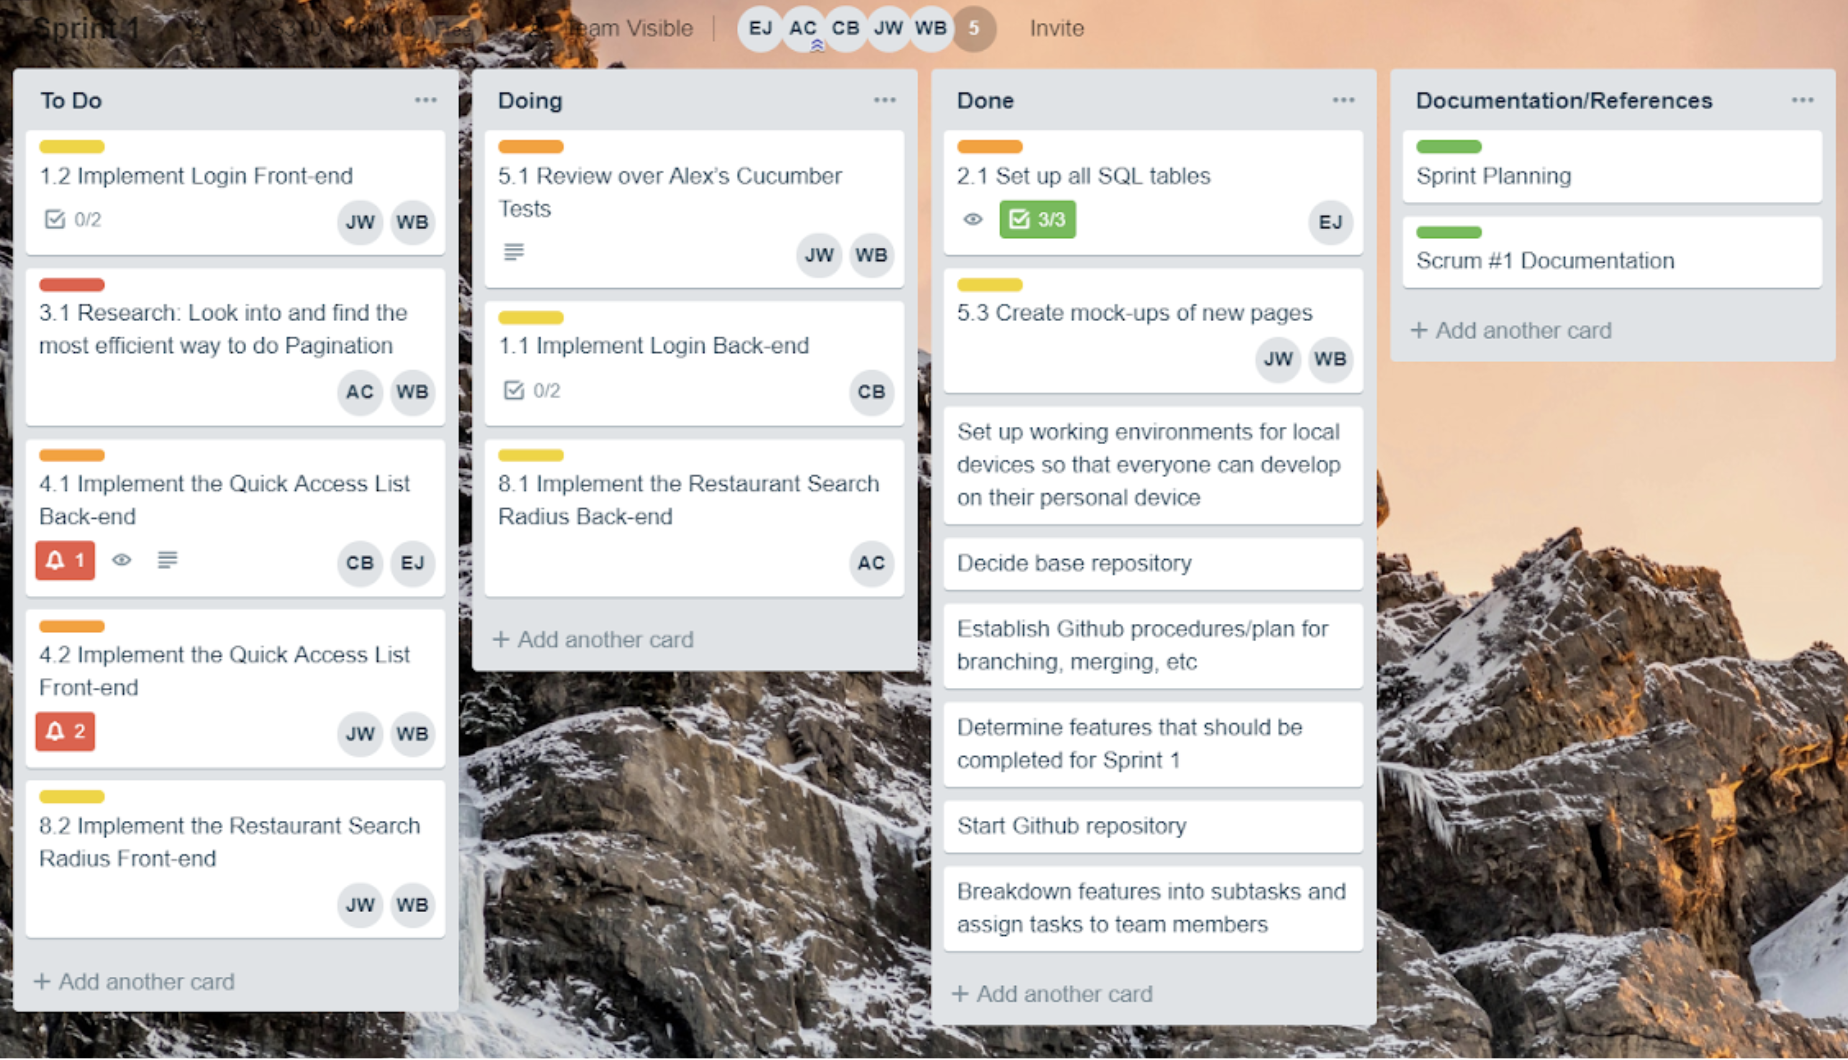 Sprint 1
Team Visible
EJ AC CB JW WB 5 Invite
To Do
1.2 Implement Login Front-end
0/2
JW WB
3.1 Research: Look into and find the
most efficient way to do Pagination
AC WB
4.1 Implement the Quick Access List
Back-end
1
CB EJ
4.2 Implement the Quick Access List
Front-end
2
JW WB
8.2 Implement the Restaurant Search
Radius Front-end
JW WB
+ Add another card
Doing
5.1 Review over Alex's Cucumber
Tests
JW WB
1.1 Implement Login Back-end
0/2
CB
8.1 Implement the Restaurant Search
Radius Back-end
AC
+ Add another card
Done
2.1 Set up all SQL tables
3/3
EJ
5.3 Create mock-ups of new pages
JW WB
Set up working environments for local
devices so that everyone can develop
on their personal device
Decide base repository
Establish Github procedures/plan for
branching, merging, etc
Determine features that should be
completed for Sprint 1
Start Github repository
Breakdown features into subtasks and
assign tasks to team members
+ Add another card
Documentation/References
Sprint Planning
Scrum #1 Documentation
+ Add another card